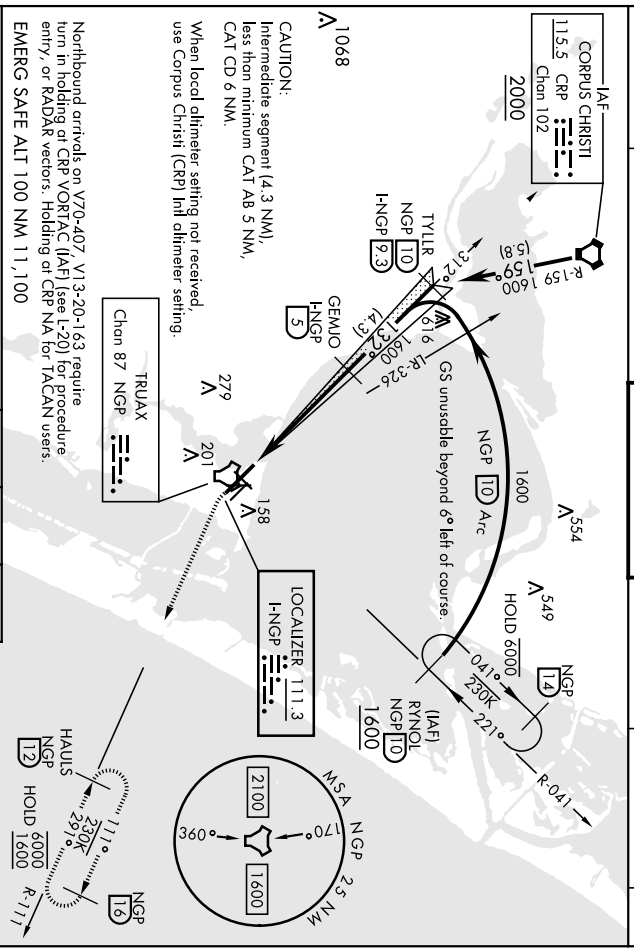 IAF
CORPUS CHRISTI
115.5 CRP
Chan 102
2000
R-159 1600
159°
(5.8)
1068
CAUTION:
Intermediate segment (4.3 NM),
less than minimum CAT AB 5 NM,
CAT CD 6 NM.
When local altimeter setting not received,
use Corpus Christi (CRP) Intl altimeter setting.
TYLLR
NGP 10
I-NGP 9.3
312°
616
1600
132°
(4.3)
LR-326
GEMJO
I-NGP
5
GS unusable beyond 6° left of course.
1600
NGP 10 Arc
554
549
HOLD 6000
NGP
14
041°
230K
221°
R-041
(IAF)
RYNOL
NGP 10
1600
279
201
158
TRUAX
Chan 87 NGP
LOCALIZER 111.3
I-NGP
Northbound arrivals on V70-407, V13-20-163 require
turn in holding at CRP VORTAC (IAF) (see L-20) for procedure
entry, or RADAR vectors. Holding at CRP NA for TACAN users.
EMERG SAFE ALT 100 NM 11,100
MSA NGP 25 NM
2100
1600
170°
360°
HAULS
NGP
12
111°
230K
291°
HOLD 6000
1600
NGP
16
R-111